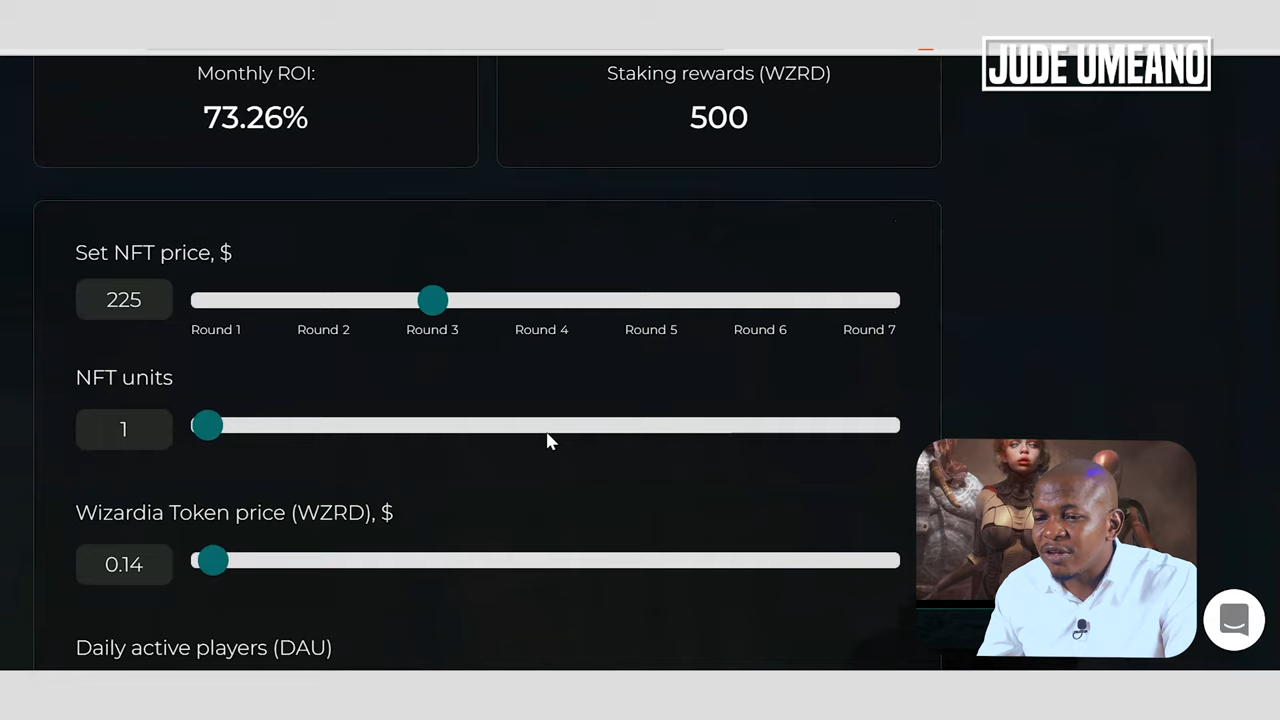 JUDE UMEANO
Monthly ROI:
73.26%
Staking rewards (WZRD)
500
Set NFT price, $
225
Round 1 Round 2 Round 3 Round 4 Round 5 Round 6 Round 7
NFT units
1
Wizardia Token price (WZRD), $
0.14
Daily active players (DAU)